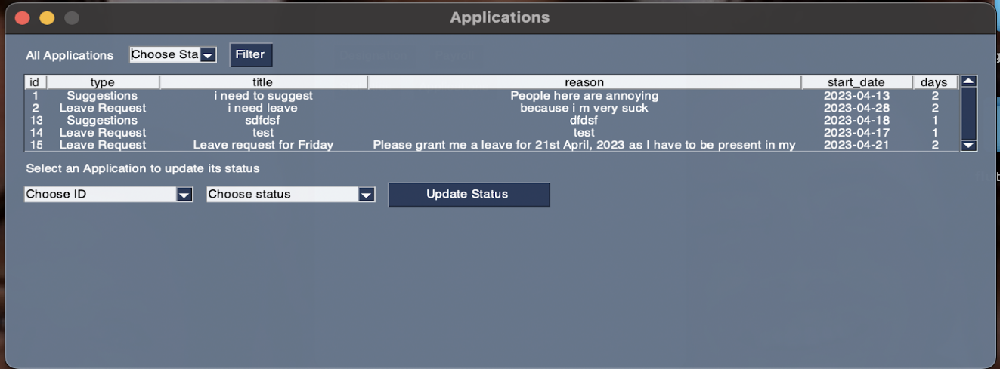 Applications
All Applications Choose Sta Filter
id type title reason start_date days
1 Suggestions i need to suggest People here are annoying 2023-04-13 2
2 Leave Request i need leave because i m very suck 2023-04-28 2
13 Suggestions sdfdsf dfdsf 2023-04-18 1
14 Leave Request test test 2023-04-17 1
15 Leave Request Leave request for Friday Please grant me a leave for 21st April, 2023 as I have to be present in my 2023-04-21 2
Select an Application to update its status
Choose ID Choose status Update Status